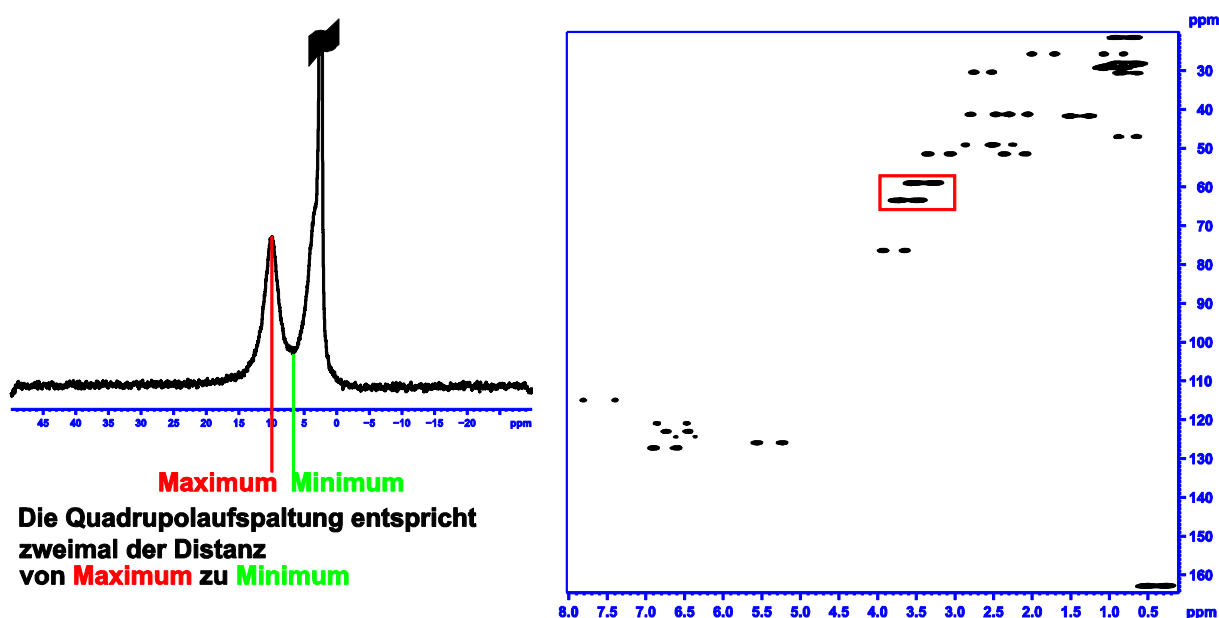 ppm
30
40
50
60
70
80
90
100
110
120
130
140
150
160
45 40 35 30 25 20 15 10 5 0 -5 -10 -15 -20 ppm
8.0 7.5 7.0 6.5 6.0 5.5 5.0 4.5 4.0 3.5 3.0 2.5 2.0 1.5 1.0 0.5 ppm
Maximum Minimum
Die Quadrupolaufspaltung entspricht
zweimal der Distanz
von Maximum zu Minimum